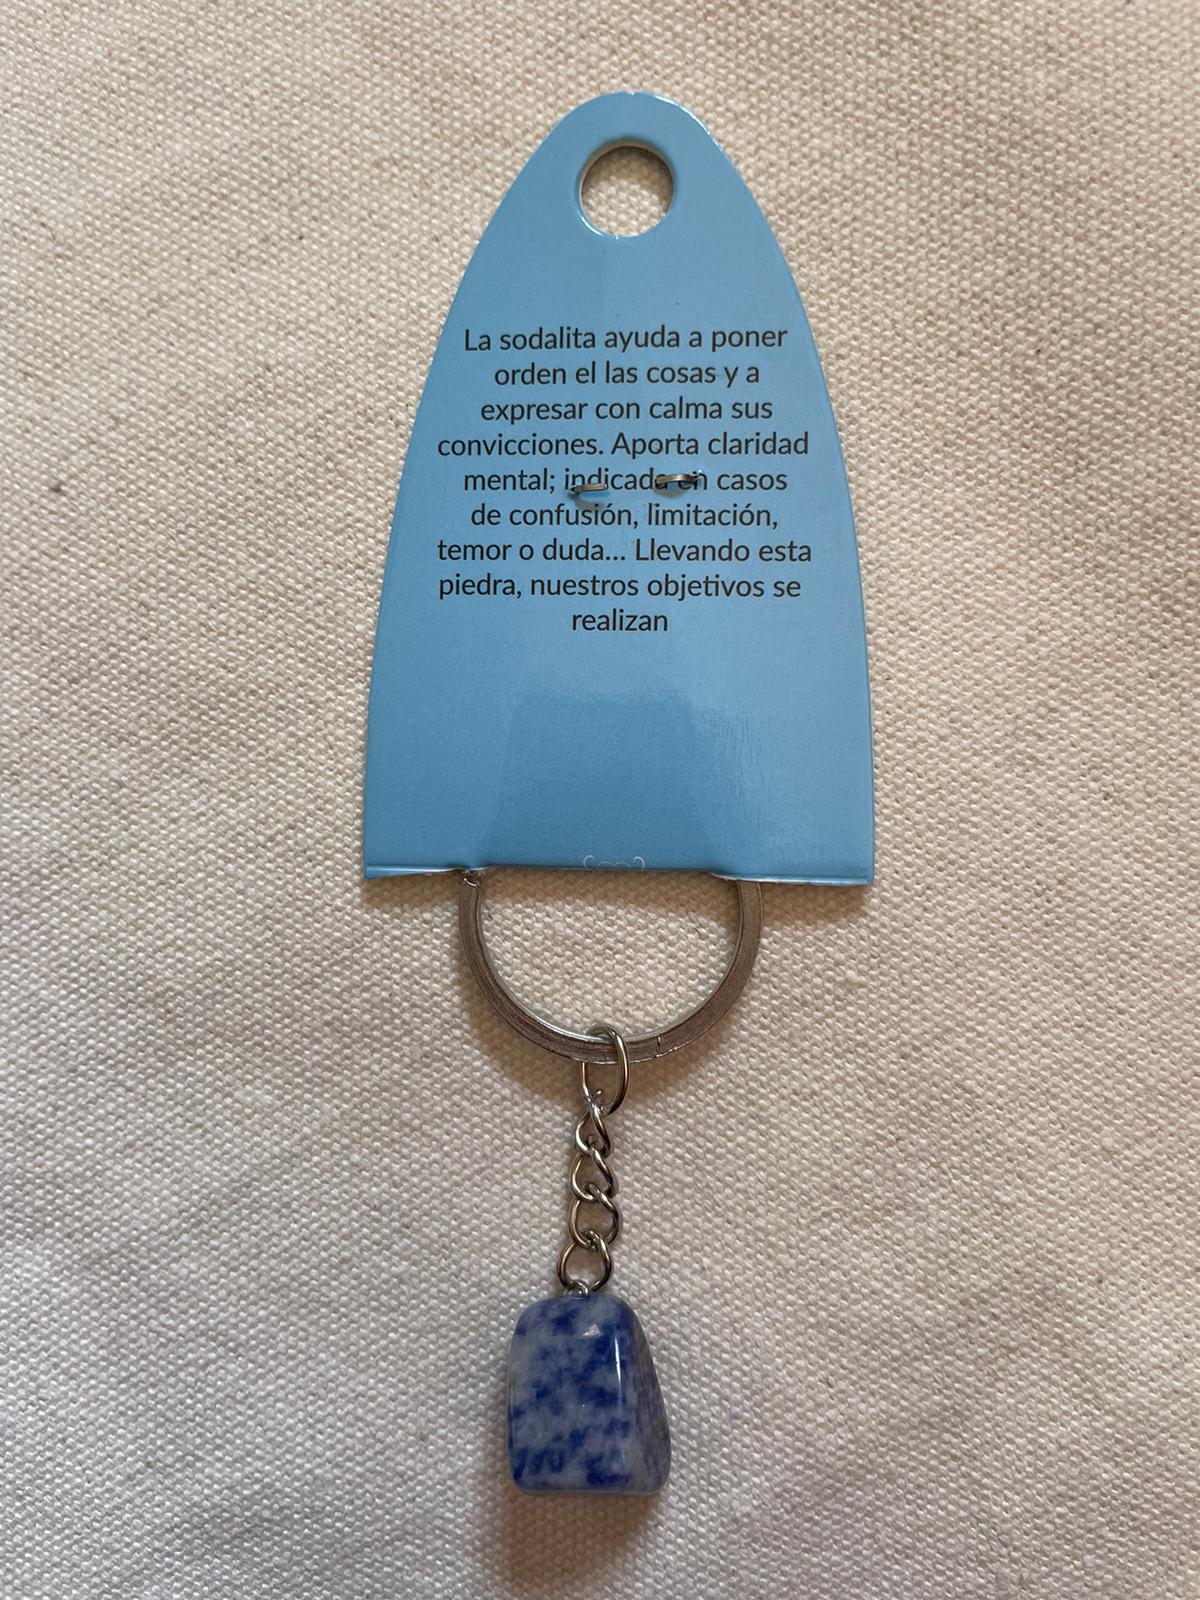 La sodalita ayuda a poner
orden el las cosas y a
expresar con calma sus
convicciones. Aporta claridad
mental; indicada en casos
de confusión, limitación,
temor o duda... Llevando esta
piedra, nuestros objetivos se
realizan